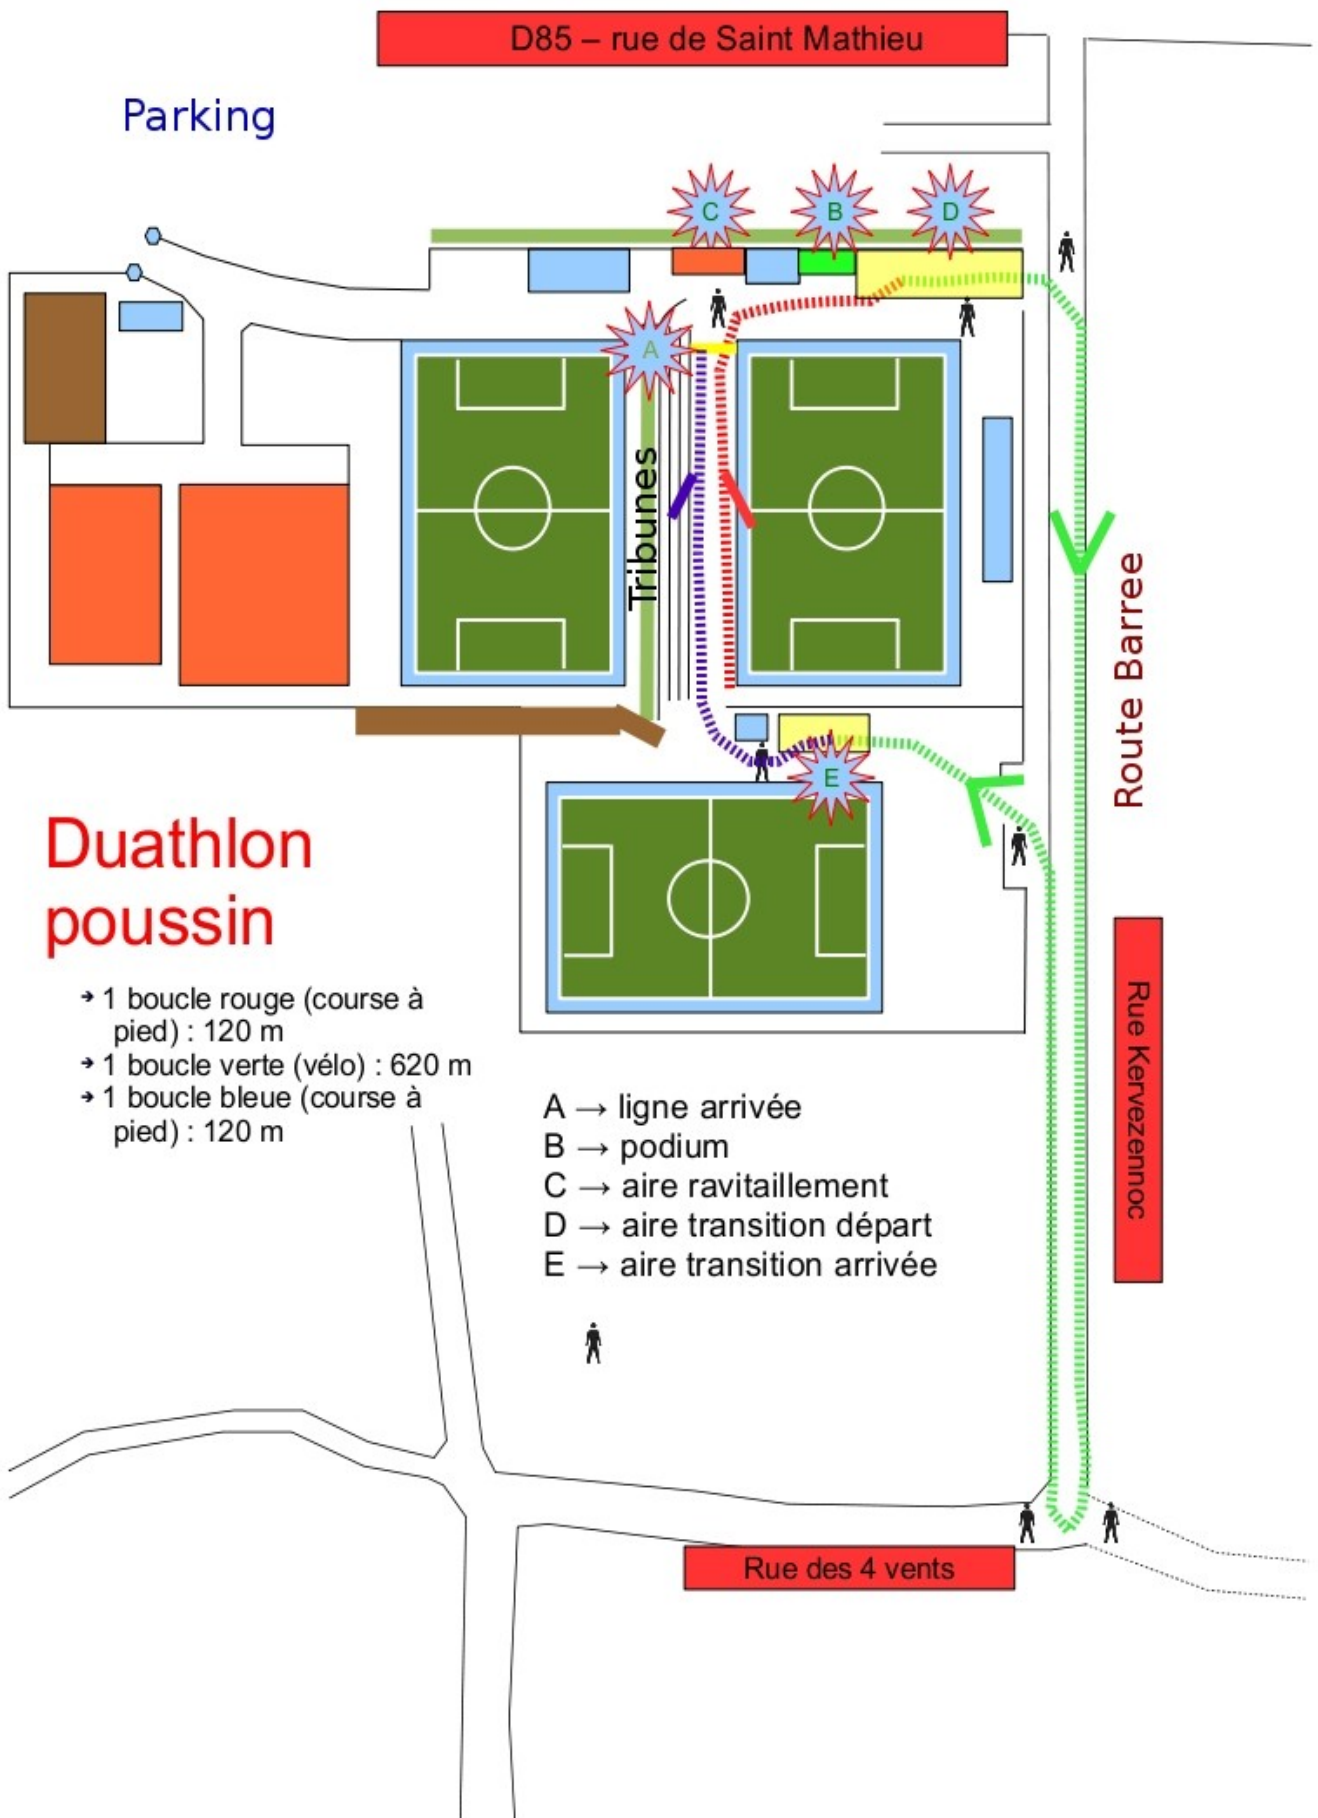 D85 – rue de Saint Mathieu
Parking
C
B
D
A
Tribunes
Route Barree
E
Duathlon
poussin
➔ 1 boucle rouge (course à
pied) : 120 m
➔ 1 boucle verte (vélo) : 620 m
➔ 1 boucle bleue (course à
pied) : 120 m
Rue Kervezennoc
A → ligne arrivée
B → podium
C → aire ravitaillement
D → aire transition départ
E → aire transition arrivée
Rue des 4 vents